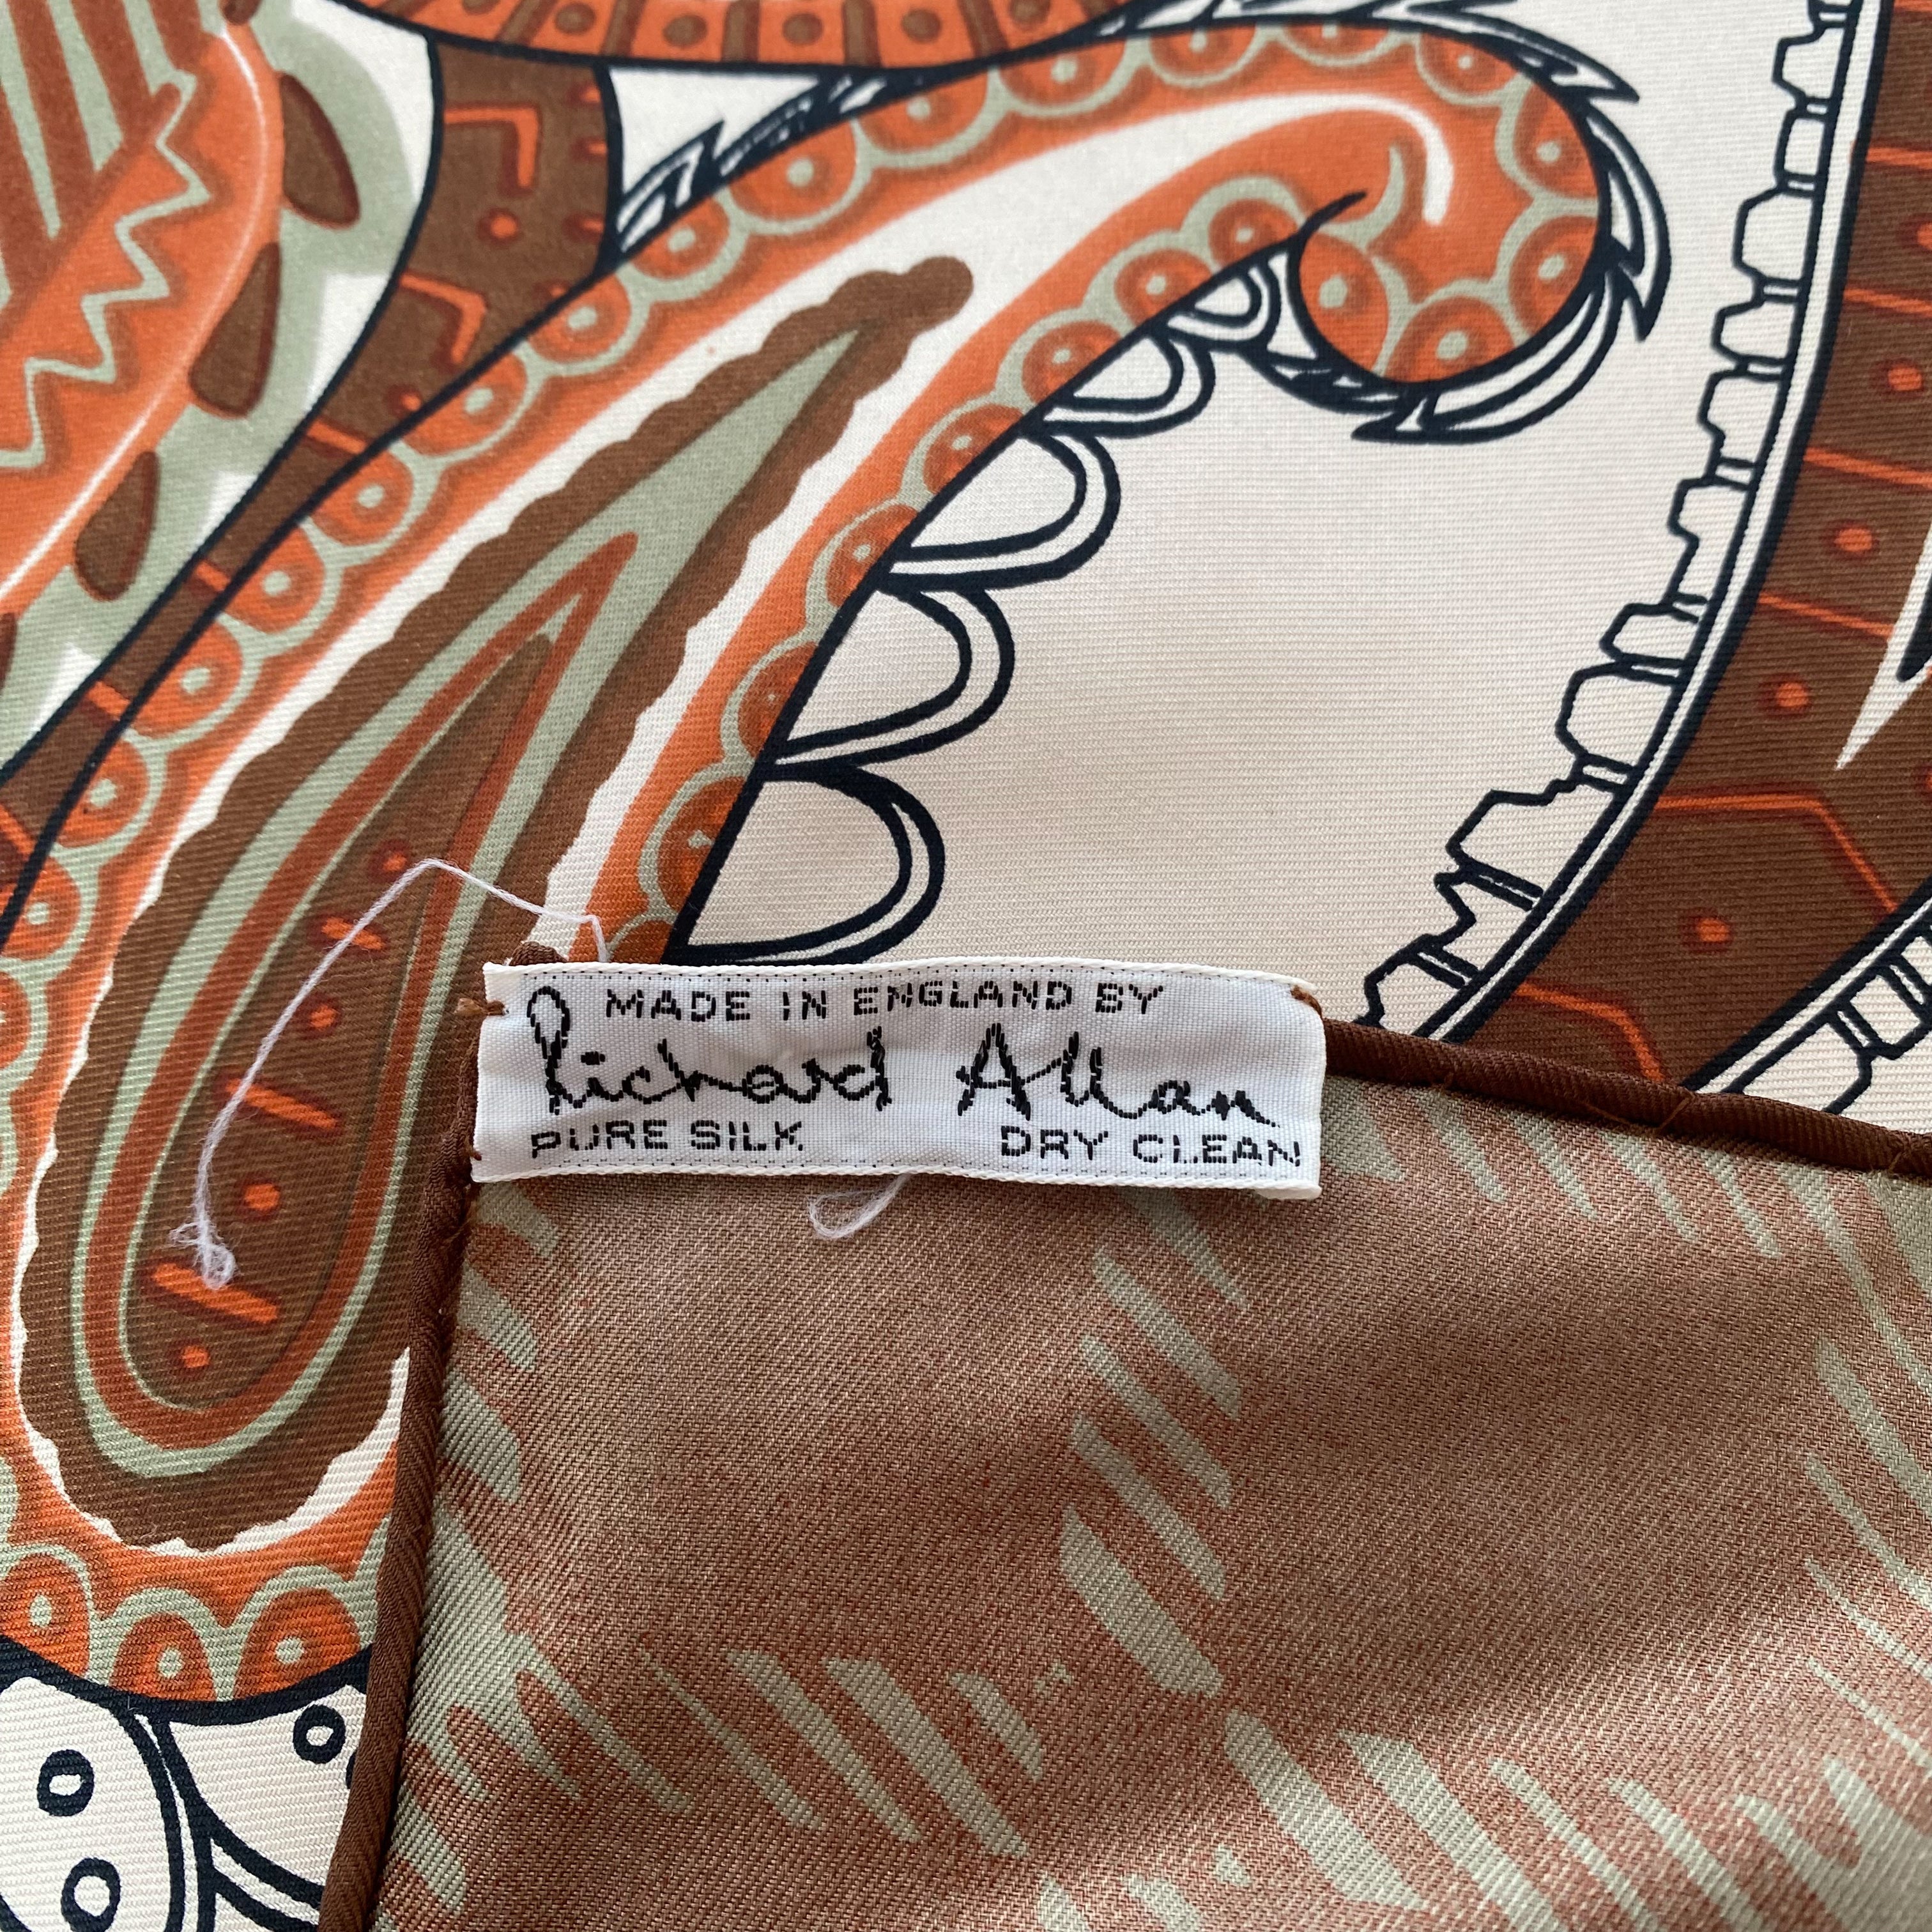 MADE IN ENGLAND BY
Richard Allan
PURE SILK DRY CLEAN